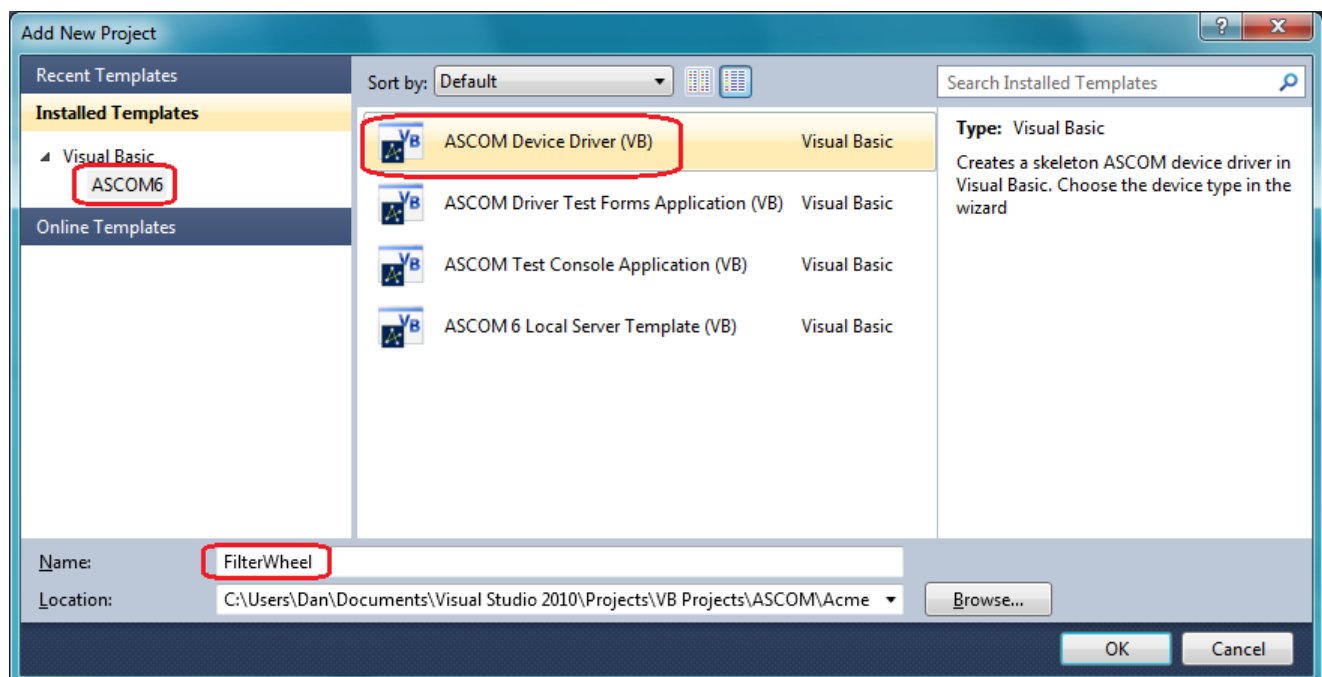 Add New Project
Recent Templates
Installed Templates
Visual Basic
ASCOM6
Online Templates
Sort by: Default
Search Installed Templates
VB ASCOM Device Driver (VB) Visual Basic
VB ASCOM Driver Test Forms Application (VB) Visual Basic
VB ASCOM Test Console Application (VB) Visual Basic
VB ASCOM 6 Local Server Template (VB) Visual Basic
Type: Visual Basic
Creates a skeleton ASCOM device driver in
Visual Basic. Choose the device type in the
wizard
Name: FilterWheel
Location: C:\Users\Dan\Documents\Visual Studio 2010\Projects\VB Projects\ASCOM\Acme
Browse...
OK Cancel